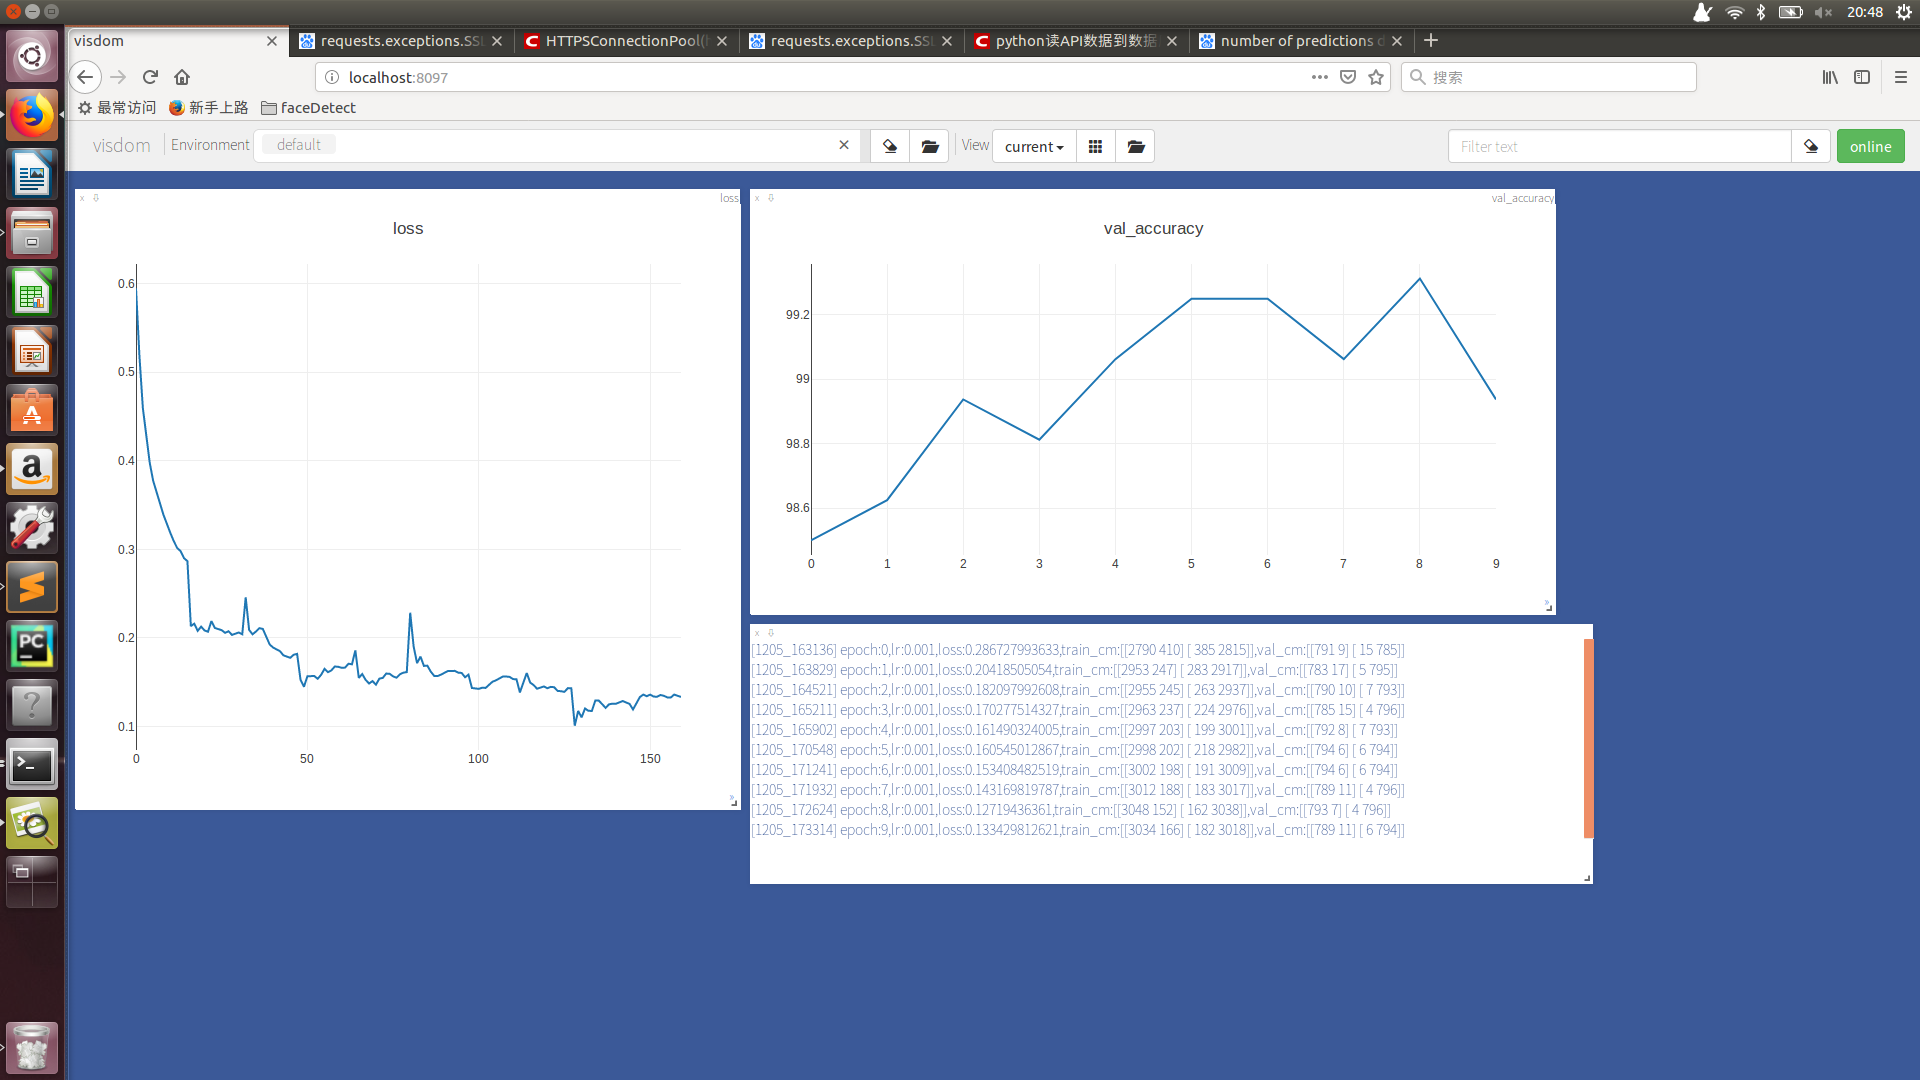 20:48
visdom
requests.exceptions.SSL
HTTPSConnectionPool(h
requests.exceptions.SSL
python读API数据到数据
number of predictions d
localhost:8097
搜索
最常访问
新手上路
faceDetect
visdom
Environment
default
View
current
Filter text
online
x
loss
loss
0.6
0.5
0.4
0.3
0.2
0.1
0
50
100
150
x
val_accuracy
val_accuracy
99.2
99
98.8
98.6
0
1
2
3
4
5
6
7
8
9
x
[1205_163136] epoch:0,lr:0.001,loss:0.286727993633,train_cm:[[2790 410] [ 385 2815]],val_cm:[[791 9] [ 15 785]]
[1205_163829] epoch:1,lr:0.001,loss:0.20418505054,train_cm:[[2953 247] [ 283 2917]],val_cm:[[783 17] [ 5 795]]
[1205_164521] epoch:2,lr:0.001,loss:0.182097992608,train_cm:[[2955 245] [ 263 2937]],val_cm:[[790 10] [ 7 793]]
[1205_165211] epoch:3,lr:0.001,loss:0.170277514327,train_cm:[[2963 237] [ 224 2976]],val_cm:[[785 15] [ 4 796]]
[1205_165902] epoch:4,lr:0.001,loss:0.161490324005,train_cm:[[2997 203] [ 199 3001]],val_cm:[[792 8] [ 7 793]]
[1205_170548] epoch:5,lr:0.001,loss:0.160545012867,train_cm:[[2998 202] [ 218 2982]],val_cm:[[794 6] [ 6 794]]
[1205_171241] epoch:6,lr:0.001,loss:0.153408482519,train_cm:[[3002 198] [ 191 3009]],val_cm:[[794 6] [ 6 794]]
[1205_171932] epoch:7,lr:0.001,loss:0.143169819787,train_cm:[[3012 188] [ 183 3017]],val_cm:[[789 11] [ 4 796]]
[1205_172624] epoch:8,lr:0.001,loss:0.12719436361,train_cm:[[3048 152] [ 162 3038]],val_cm:[[793 7] [ 4 796]]
[1205_173314] epoch:9,lr:0.001,loss:0.133429812621,train_cm:[[3034 166] [ 182 3018]],val_cm:[[789 11] [ 6 794]]